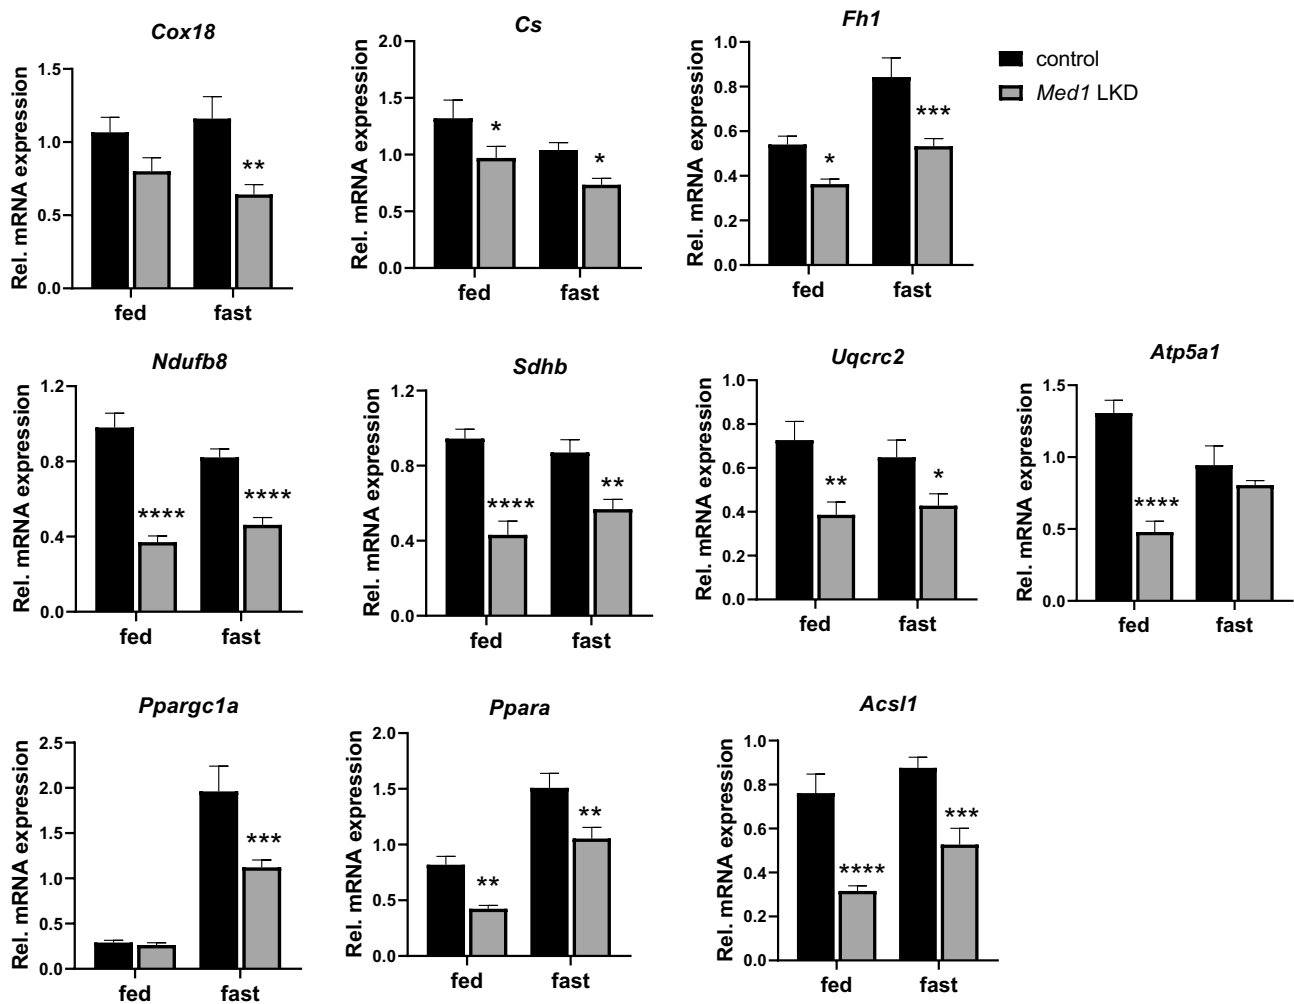 Cox18
Rel. mRNA expression
1.5
1.0
0.5
0.0
**
fed fast
Cs
Rel. mRNA expression
2.0
1.5
1.0
0.5
0.0
* *
fed fast
Fh1
Rel. mRNA expression
1.0
0.8
0.6
0.4
0.2
0.0
* ***
fed fast
control
Med1 LKD
Ndufb8
Rel. mRNA expression
1.2
0.8
0.4
0.0
**** ****
fed fast
Sdhb
Rel. mRNA expression
1.2
0.8
0.4
0.0
**** **
fed fast
Uqcrc2
Rel. mRNA expression
1.0
0.8
0.6
0.4
0.2
0.0
** *
fed fast
Atp5a1
Rel. mRNA expression
1.5
1.0
0.5
0.0
****
fed fast
Ppargc1a
Rel. mRNA expression
2.5
2.0
1.5
1.0
0.5
0.0
***
fed fast
Ppara
Rel. mRNA expression
2.0
1.5
1.0
0.5
0.0
** **
fed fast
Acsl1
Rel. mRNA expression
1.0
0.8
0.6
0.4
0.2
0.0
**** ***
fed fast